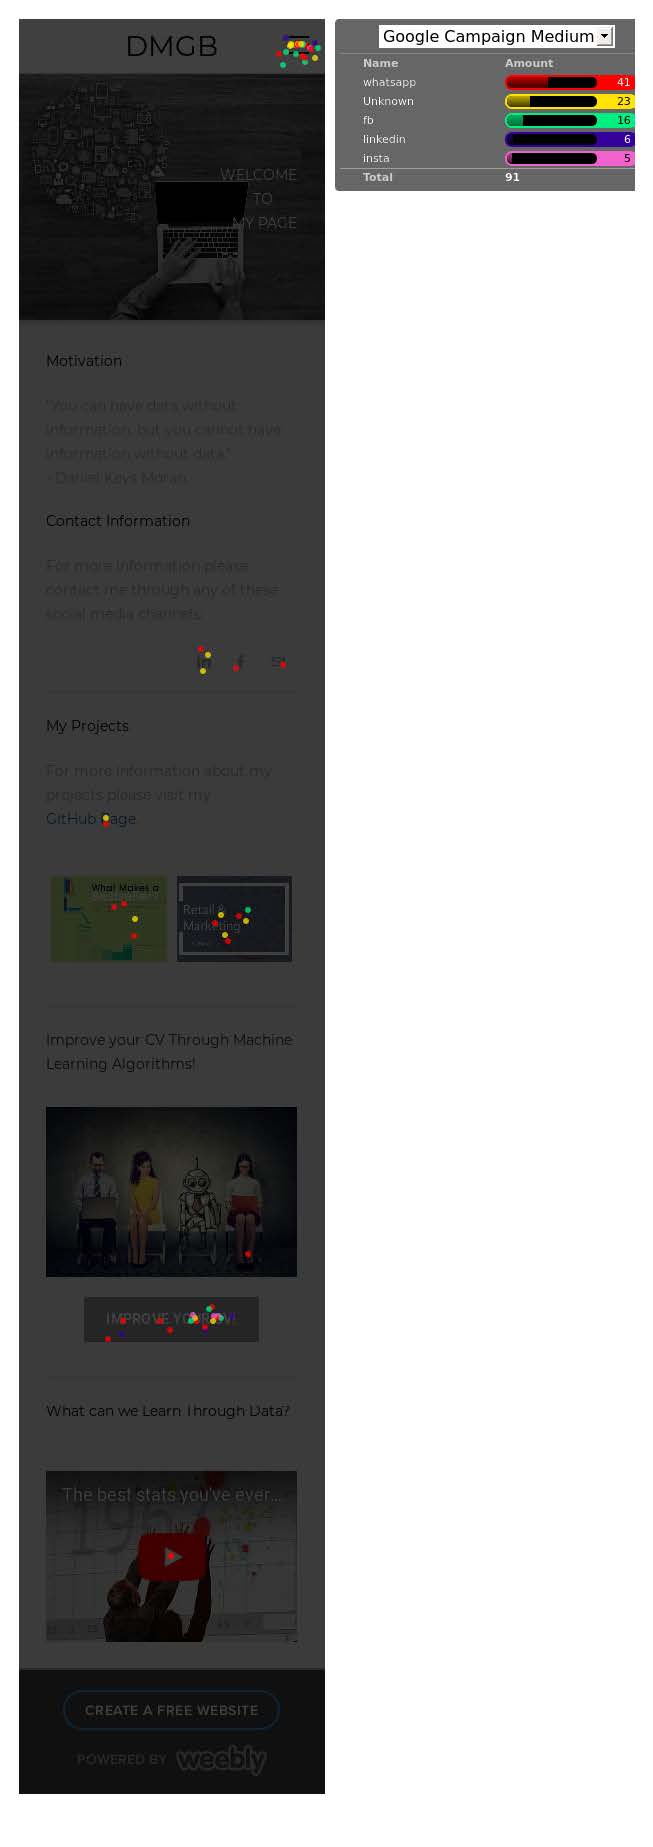 DMGB
WELCOME
TO
MY PAGE
Motivation
"You can have data without
information, but you cannot have
information without data."
- Daniel Keys Moran
Contact Information
For more information please
contact me through any of these
social media channels
in f
My Projects
For more information about my
projects please visit my
GitHub Page
What Makes a
Retail &
Marketing
Improve your CV Through Machine
Learning Algorithms!
IMPROVE YOUR CV!
What can we Learn Through Data?
The best stats you've ever...
CREATE A FREE WEBSITE
POWERED BY weebly
Google Campaign Medium
Name Amount
whatsapp 41
Unknown 23
fb 16
linkedin 6
insta 5
Total 91